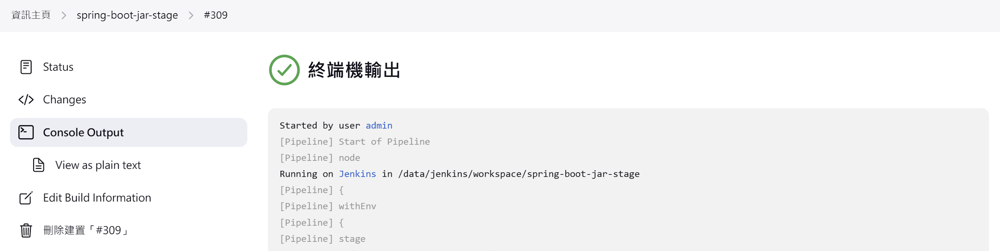 資訊主頁 > spring-boot-jar-stage > #309
Status
Changes
Console Output
View as plain text
Edit Build Information
刪除建置「#309」
終端機輸出
Started by user admin
[Pipeline] Start of Pipeline
[Pipeline] node
Running on Jenkins in /data/jenkins/workspace/spring-boot-jar-stage
[Pipeline] {
[Pipeline] withEnv
[Pipeline] {
[Pipeline] stage